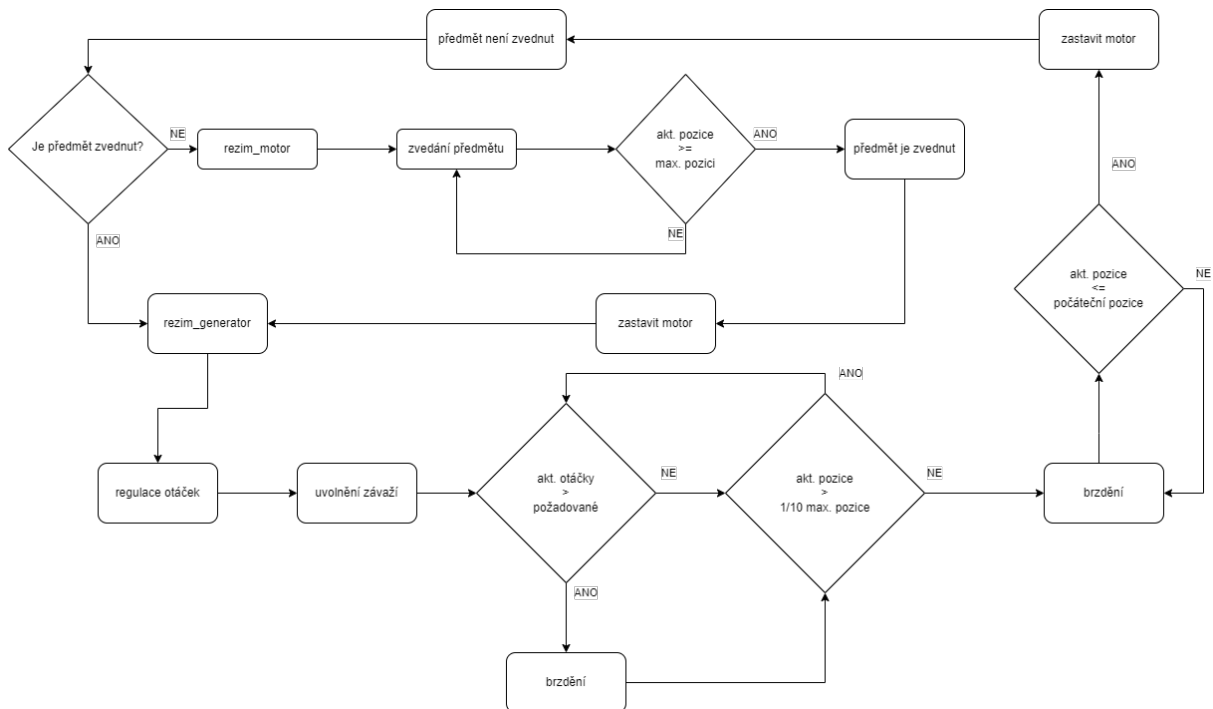 předmět není zvednut
zastavit motor
Je předmět zvednut?
NE
rezim_motor
zvedání předmětu
akt. pozice
>=
max. pozici
ANO
předmět je zvednut
NE
ANO
rezim_generator
zastavit motor
ANO
akt. pozice
<=
počáteční pozice
NE
regulace otáček
uvolnění závaží
akt. otáčky
>
požadované
NE
ANO
akt. pozice
>
1/10 max. pozice
ANO
NE
brzdění
brzdění